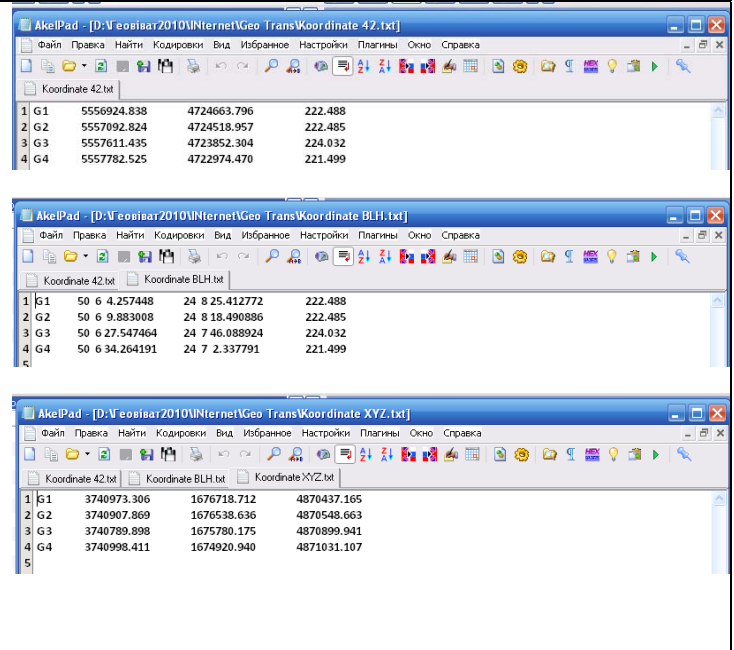 AkelPad - [D:\Геовіват2010\INternet\Geo Trans\Koordinate 42.txt]
Файл Правка Найти Кодировки Вид Избранное Настройки Плагины Окно Справка
HEX
Koordinate 42.txt
1 G1 5556924.838 4724663.796 222.488
2 G2 5557092.824 4724518.957 222.485
3 G3 5557611.435 4723852.304 224.032
4 G4 5557782.525 4722974.470 221.499
AkelPad - [D:\Геовіват2010\INternet\Geo Trans\Koordinate BLH.txt]
Файл Правка Найти Кодировки Вид Избранное Настройки Плагины Окно Справка
HEX
Koordinate 42.txt Koordinate BLH.txt
1 G1 50 6 4.257448 24 8 25.412772 222.488
2 G2 50 6 9.883008 24 8 18.490886 222.485
3 G3 50 6 27.547464 24 7 46.088924 224.032
4 G4 50 6 34.264191 24 7 2.337791 221.499
5
AkelPad - [D:\Геовіват2010\INternet\Geo Trans\Koordinate XYZ.txt]
Файл Правка Найти Кодировки Вид Избранное Настройки Плагины Окно Справка
HEX
Koordinate 42.txt Koordinate BLH.txt Koordinate XYZ.txt
1 G1 3740973.306 1676718.712 4870437.165
2 G2 3740907.869 1676538.636 4870548.663
3 G3 3740789.898 1675780.175 4870899.941
4 G4 3740998.411 1674920.940 4871031.107
5